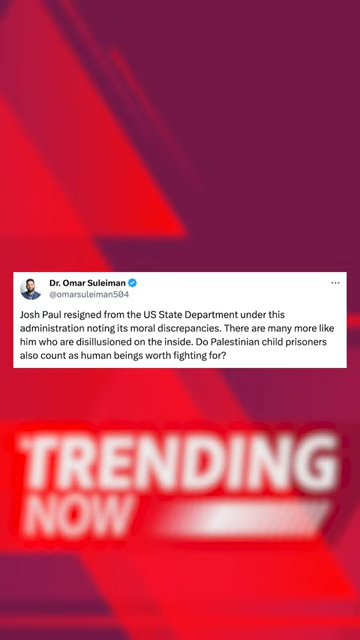 Dr. Omar Suleiman
@omarsuleiman504
Josh Paul resigned from the US State Department under this
administration noting its moral discrepancies. There are many more like
him who are disillusioned on the inside. Do Palestinian child prisoners
also count as human beings worth fighting for?
TRENDING
NOW